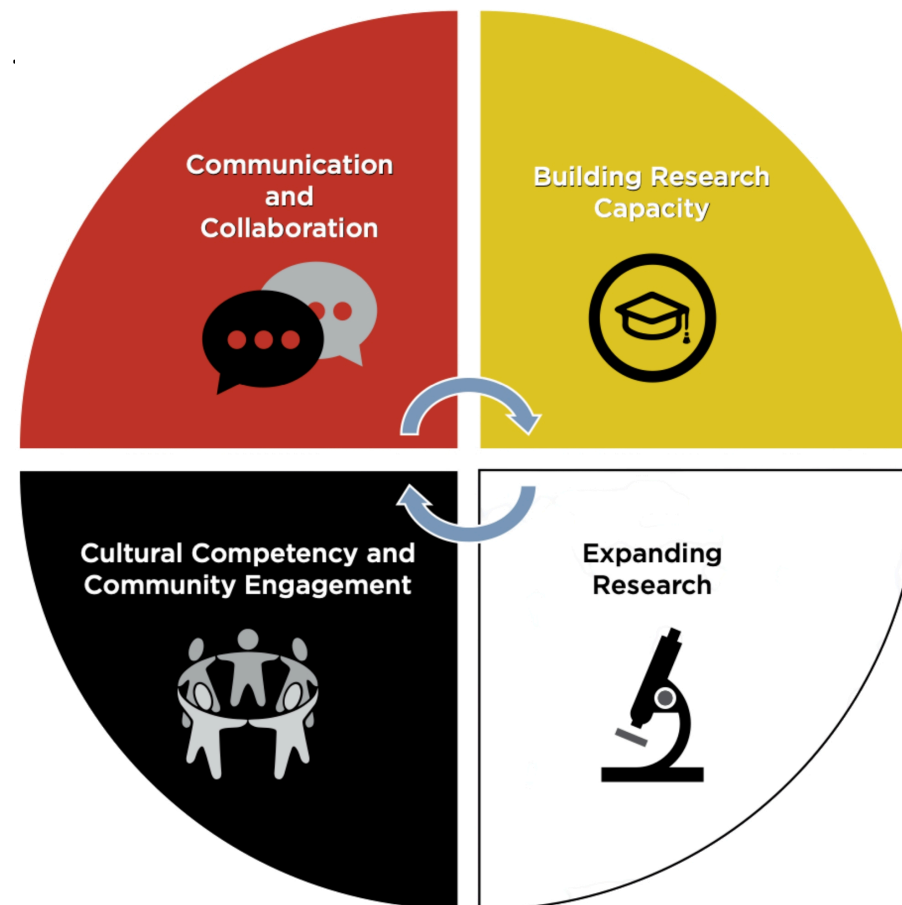 Communication
and
Collaboration
Building Research
Capacity
Cultural Competency and
Community Engagement
Expanding
Research